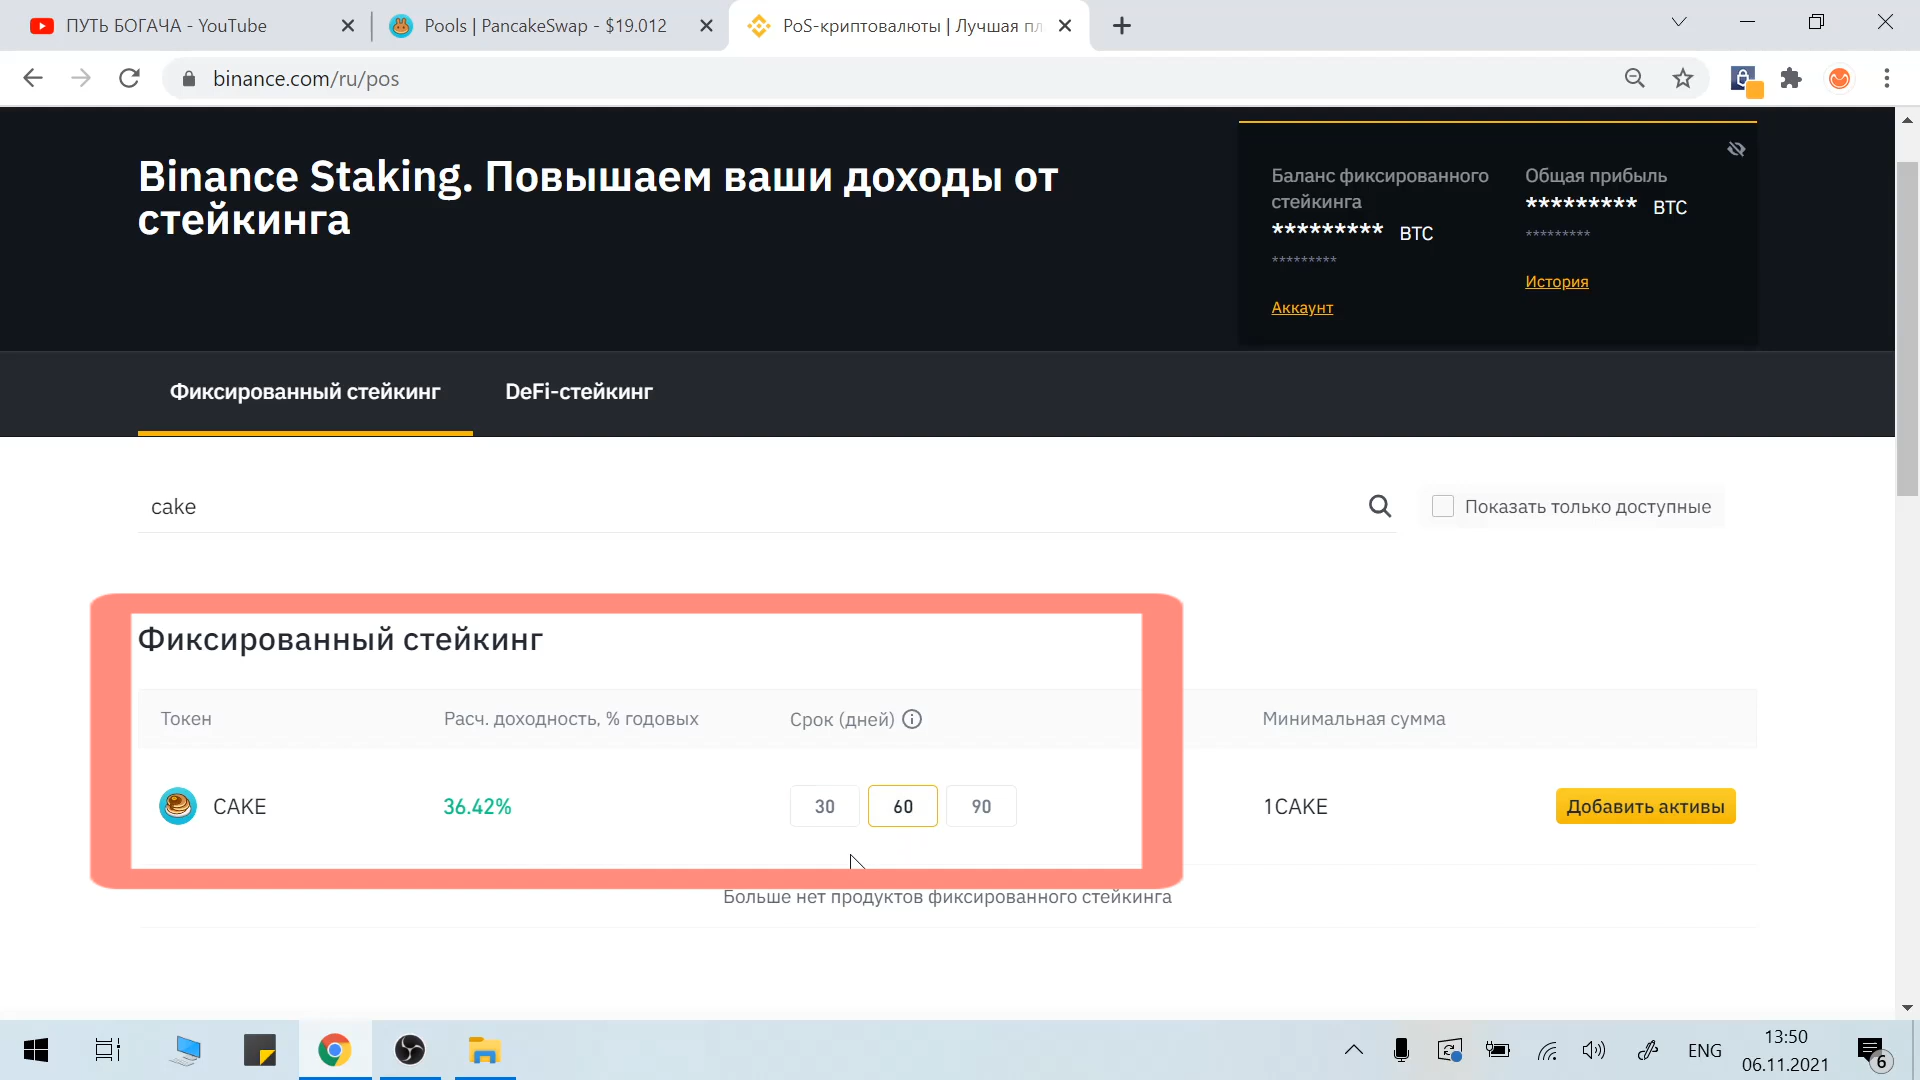 ПУТЬ БОГАЧА - YouTube
Pools | PancakeSwap - $19.012
PoS-криптовалюты | Лучшая пл
binance.com/ru/pos
Binance Staking. Повышаем ваши доходы от
стейкинга
Баланс фиксированного
стейкинга
********* BTC
*********
Аккаунт
Общая прибыль
********* BTC
*********
История
Фиксированный стейкинг
DeFi-стейкинг
cake
Показать только доступные
Фиксированный стейкинг
Токен
Расч. доходность, % годовых
Срок (дней)
Минимальная сумма
CAKE
36.42%
30
60
90
1CAKE
Добавить активы
Больше нет продуктов фиксированного стейкинга
ENG
13:50
06.11.2021
6